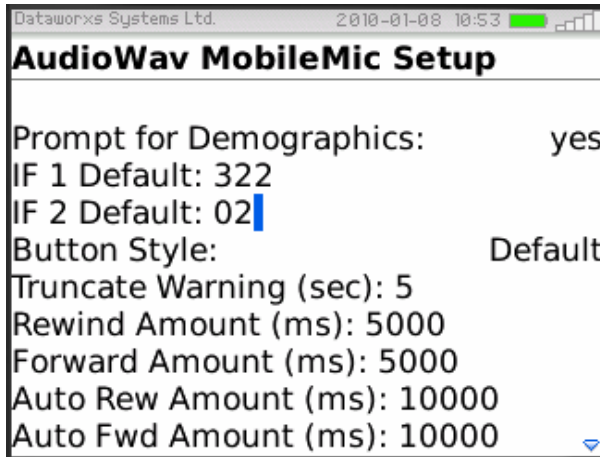 Dataworxs Systems Ltd. 2010-01-08 10:53
AudioWav MobileMic Setup
Prompt for Demographics: yes
IF 1 Default: 322
IF 2 Default: 02
Button Style: Default
Truncate Warning (sec): 5
Rewind Amount (ms): 5000
Forward Amount (ms): 5000
Auto Rew Amount (ms): 10000
Auto Fwd Amount (ms): 10000